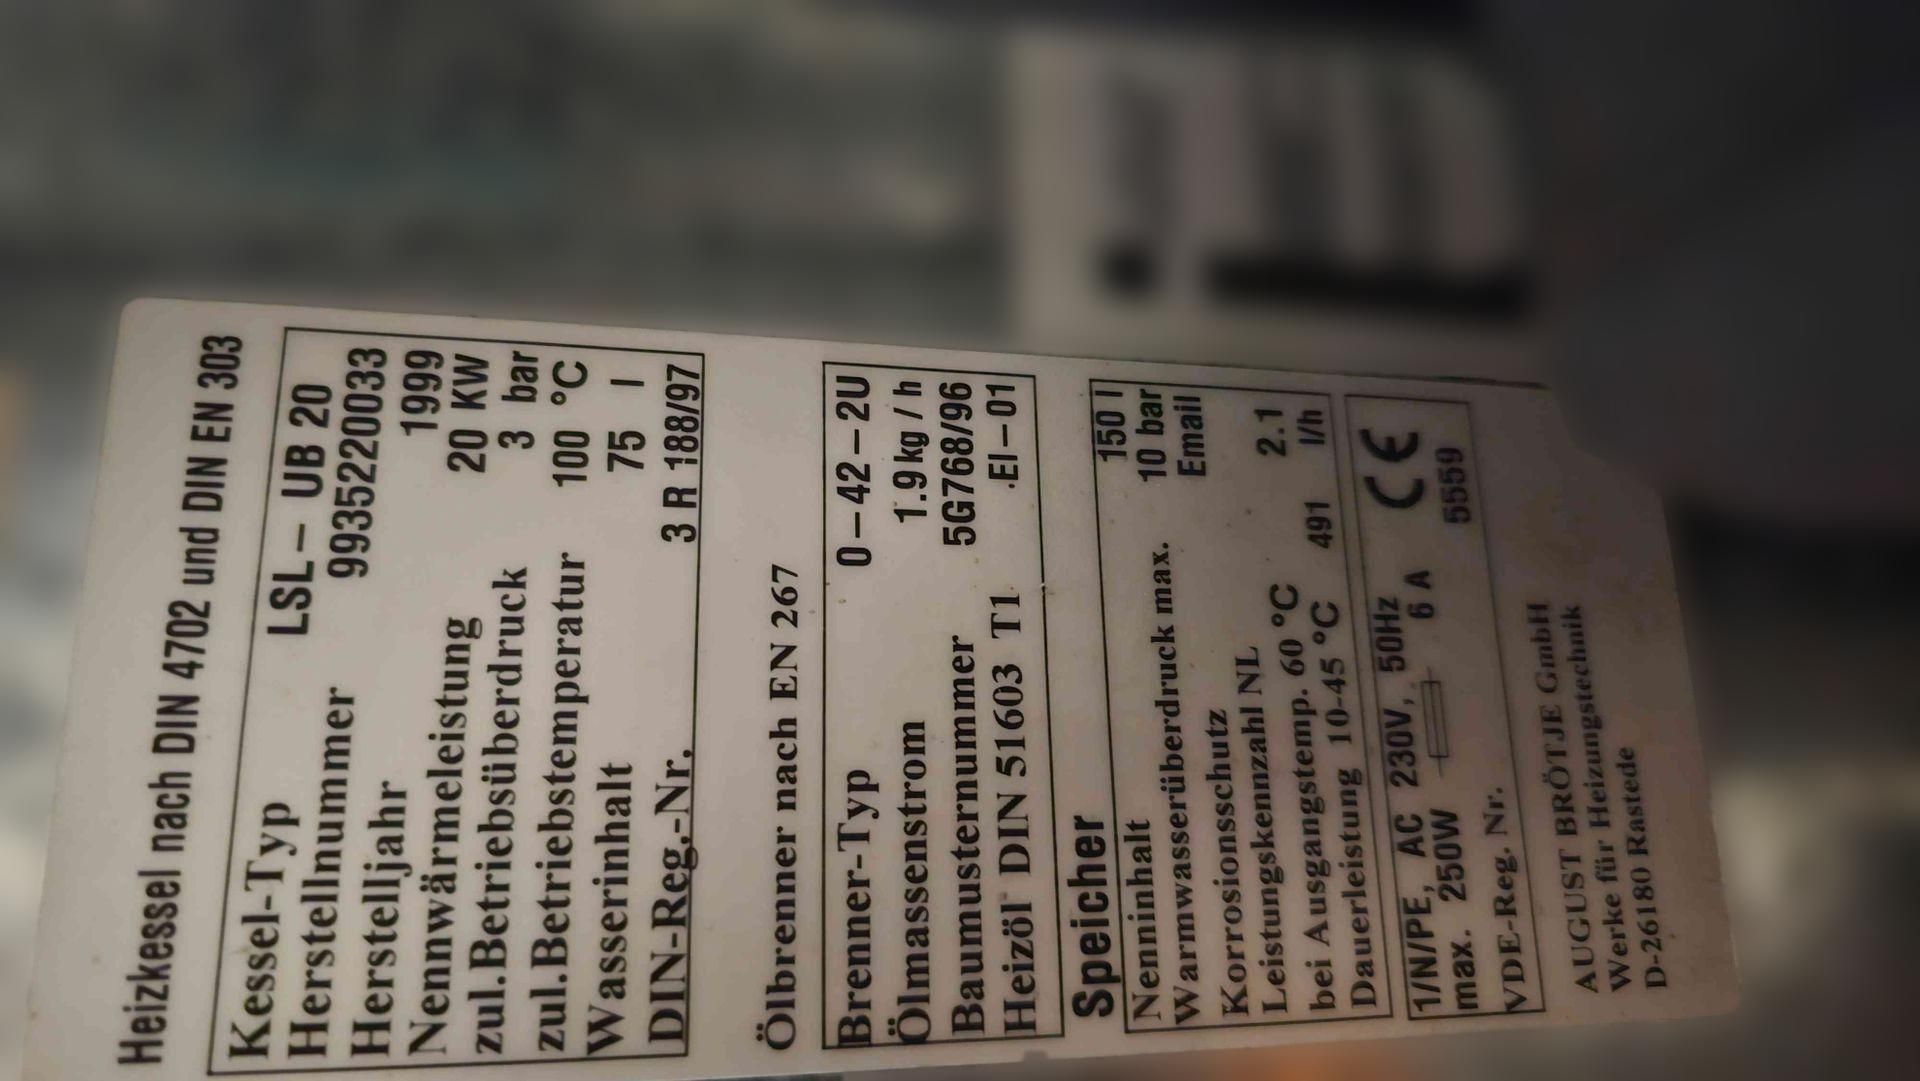 Heizkessel nach DIN 4702 und DIN EN 303
Kessel-Typ LSL – UB 20
Herstellnummer 9935220033
Herstelljahr 1999
Nennwärmeleistung 20 KW
zul.Betriebsüberdruck 3 bar
zul.Betriebstemperatur 100 °C
Wasserinhalt 75 l
DIN-Reg.-Nr. 3 R 188/97
Ölbrenner nach EN 267
Brenner-Typ 0–42–2U
Ölmassenstrom 1.9 kg / h
Baumusternummer 5G768/96
Heizöl DIN 51603 T1 .El–01
Speicher
Nenninhalt 150 l
Warmwasserüberdruck max. 10 bar
Korrosionsschutz Email
Leistungskennzahl NL
bei Ausgangstemp. 60 °C 2.1
Dauerleistung 10-45 °C 491 l/h
1/N/PE, AC 230V, 50Hz CE
max. 250W 6 A
VDE-Reg. Nr. 5559
AUGUST BRÖTJE GmbH
Werke für Heizungstechnik
D-26180 Rastede